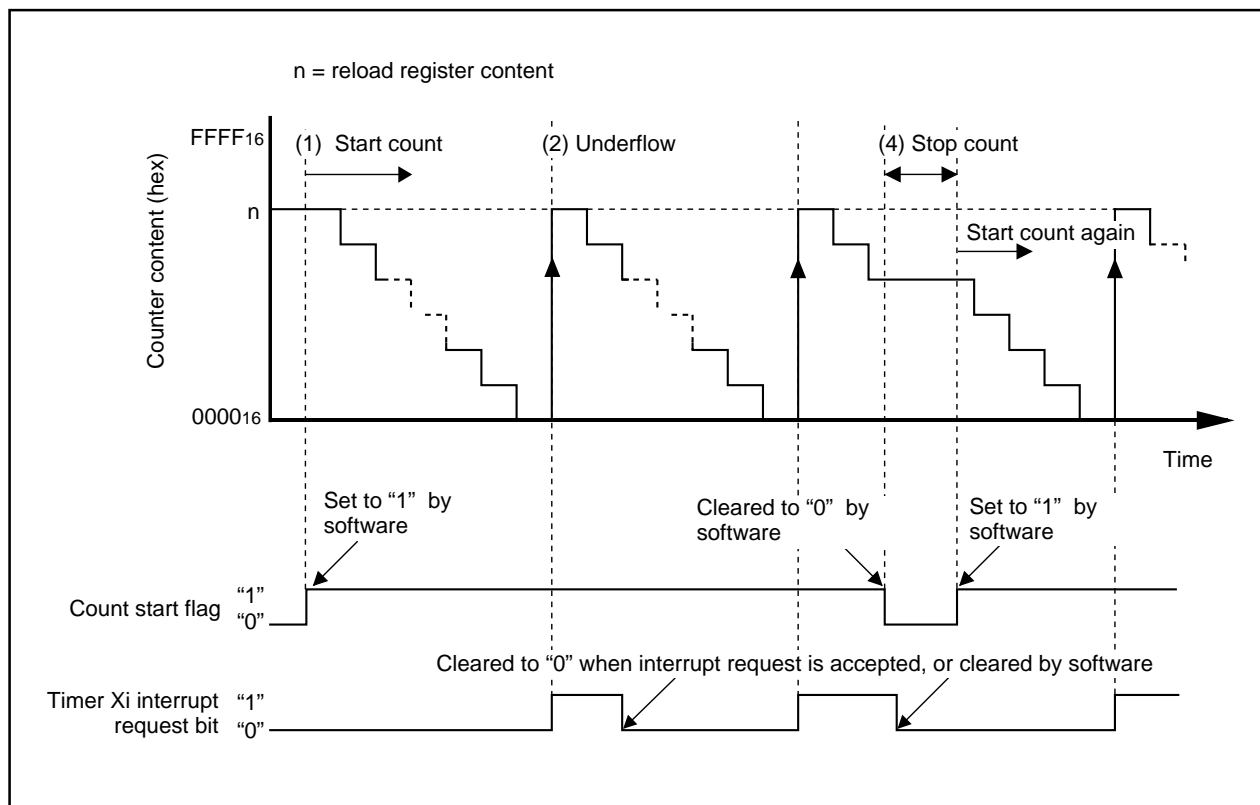 n = reload register content
FFFF16
(1) Start count
(2) Underflow
(4) Stop count
n
Start count again
Counter content (hex)
000016
Time
Set to “1” by
software
Cleared to “0” by
software
Set to “1” by
software
Count start flag
“1”
“0”
Cleared to “0” when interrupt request is accepted, or cleared by software
Timer Xi interrupt
request bit
“1”
“0”